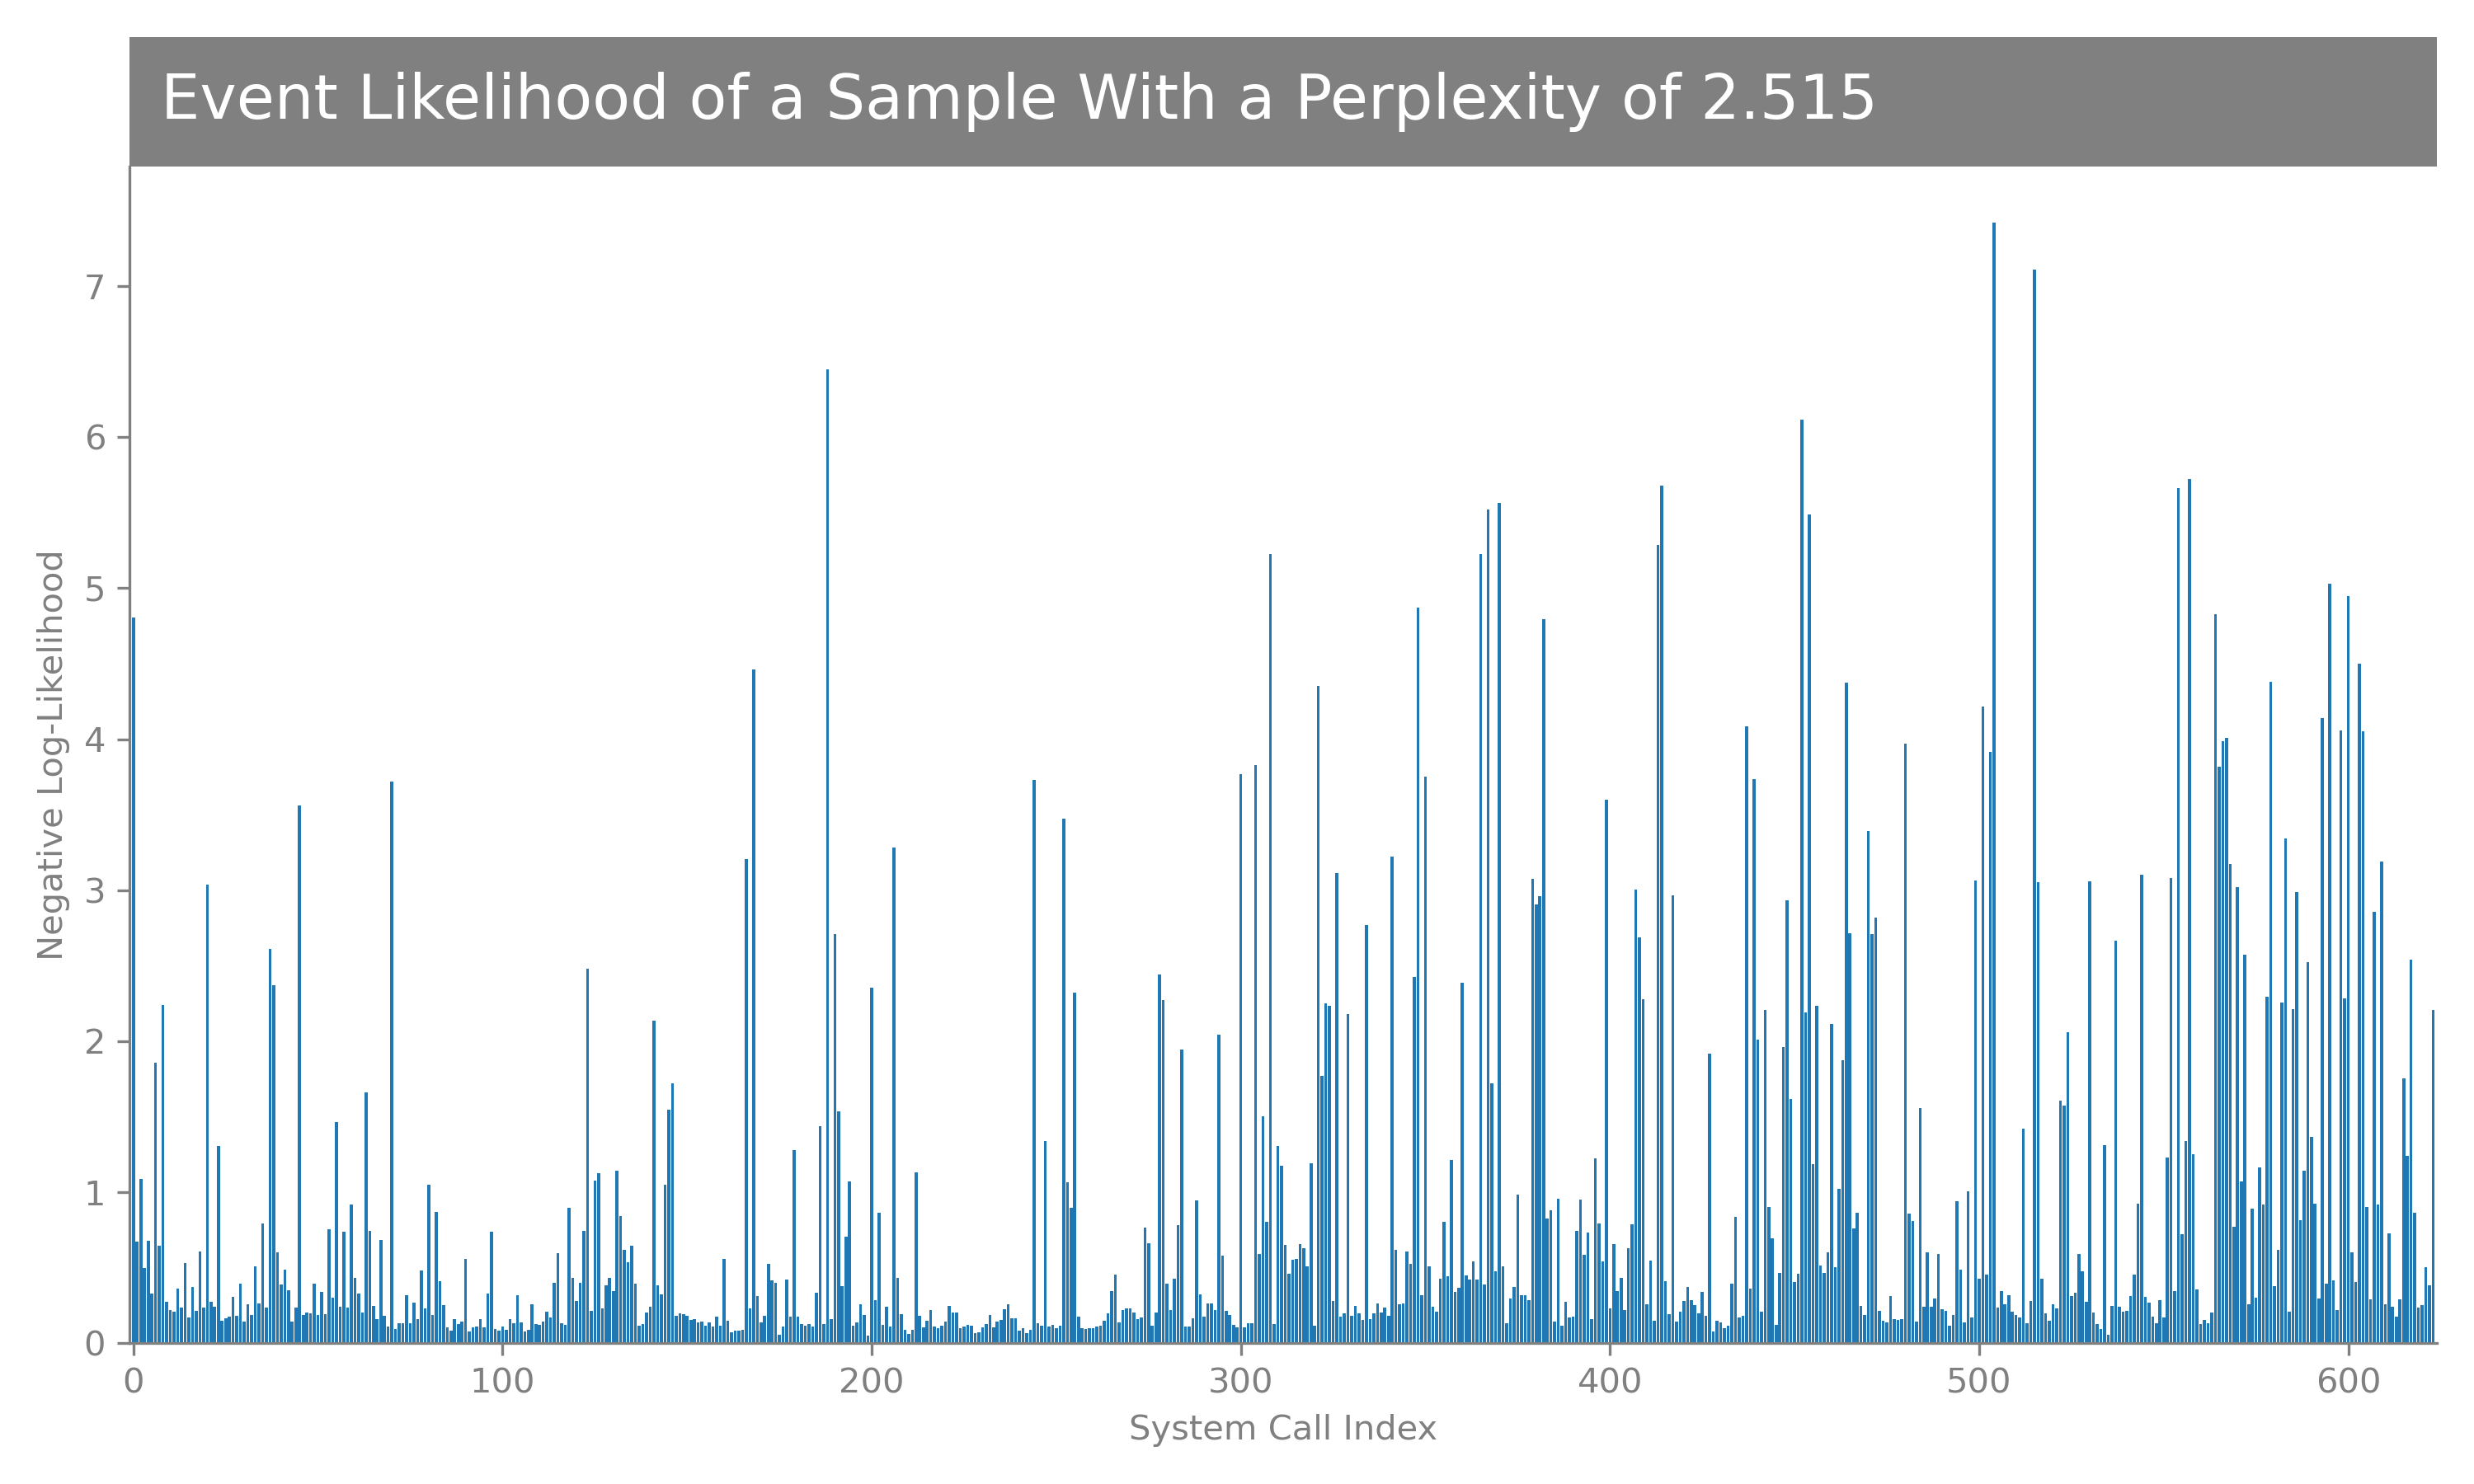 Event Likelihood of a Sample With a Perplexity of 2.515
Negative Log-Likelihood
7
6
5
4
3
2
1
0
0 100 200 300 400 500 600
System Call Index